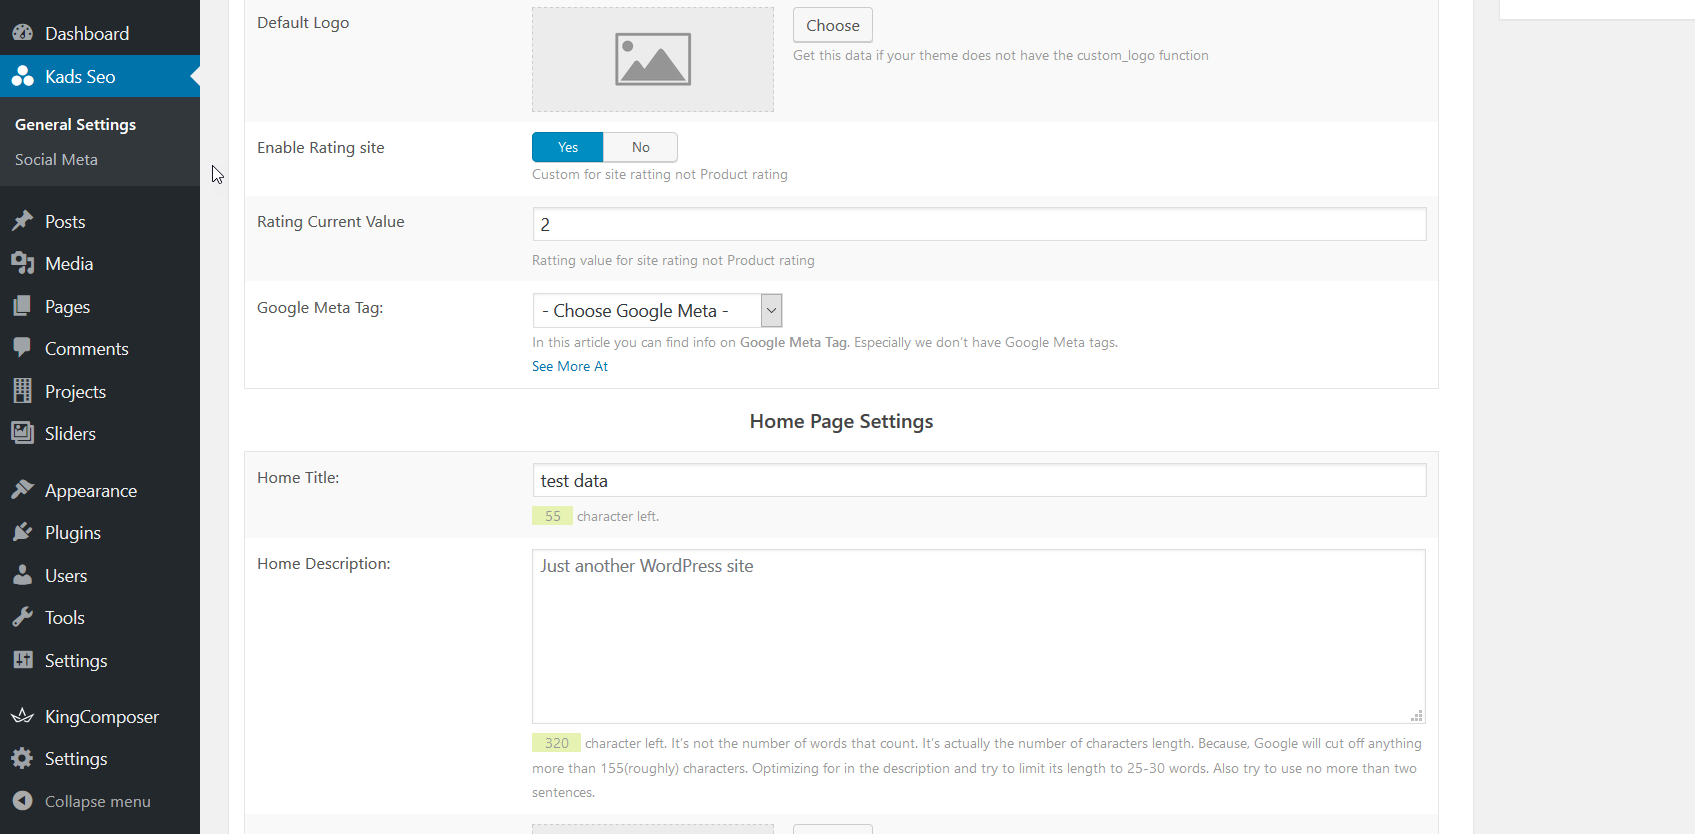 Dashboard
Kads Seo
General Settings
Social Meta
Posts
Media
Pages
Comments
Projects
Sliders
Appearance
Plugins
Users
Tools
Settings
KingComposer
Settings
Collapse menu
Default Logo
Choose
Get this data if your theme does not have the custom_logo function
Enable Rating site
Yes No
Custom for site ratting not Product rating
Rating Current Value
2
Ratting value for site rating not Product rating
Google Meta Tag:
- Choose Google Meta -
In this article you can find info on Google Meta Tag. Especially we don't have Google Meta tags.
See More At
Home Page Settings
Home Title:
test data
55 character left.
Home Description:
Just another WordPress site
320 character left. It's not the number of words that count. It's actually the number of characters length. Because, Google will cut off anything
more than 155(roughly) characters. Optimizing for in the description and try to limit its length to 25-30 words. Also try to use no more than two
sentences.